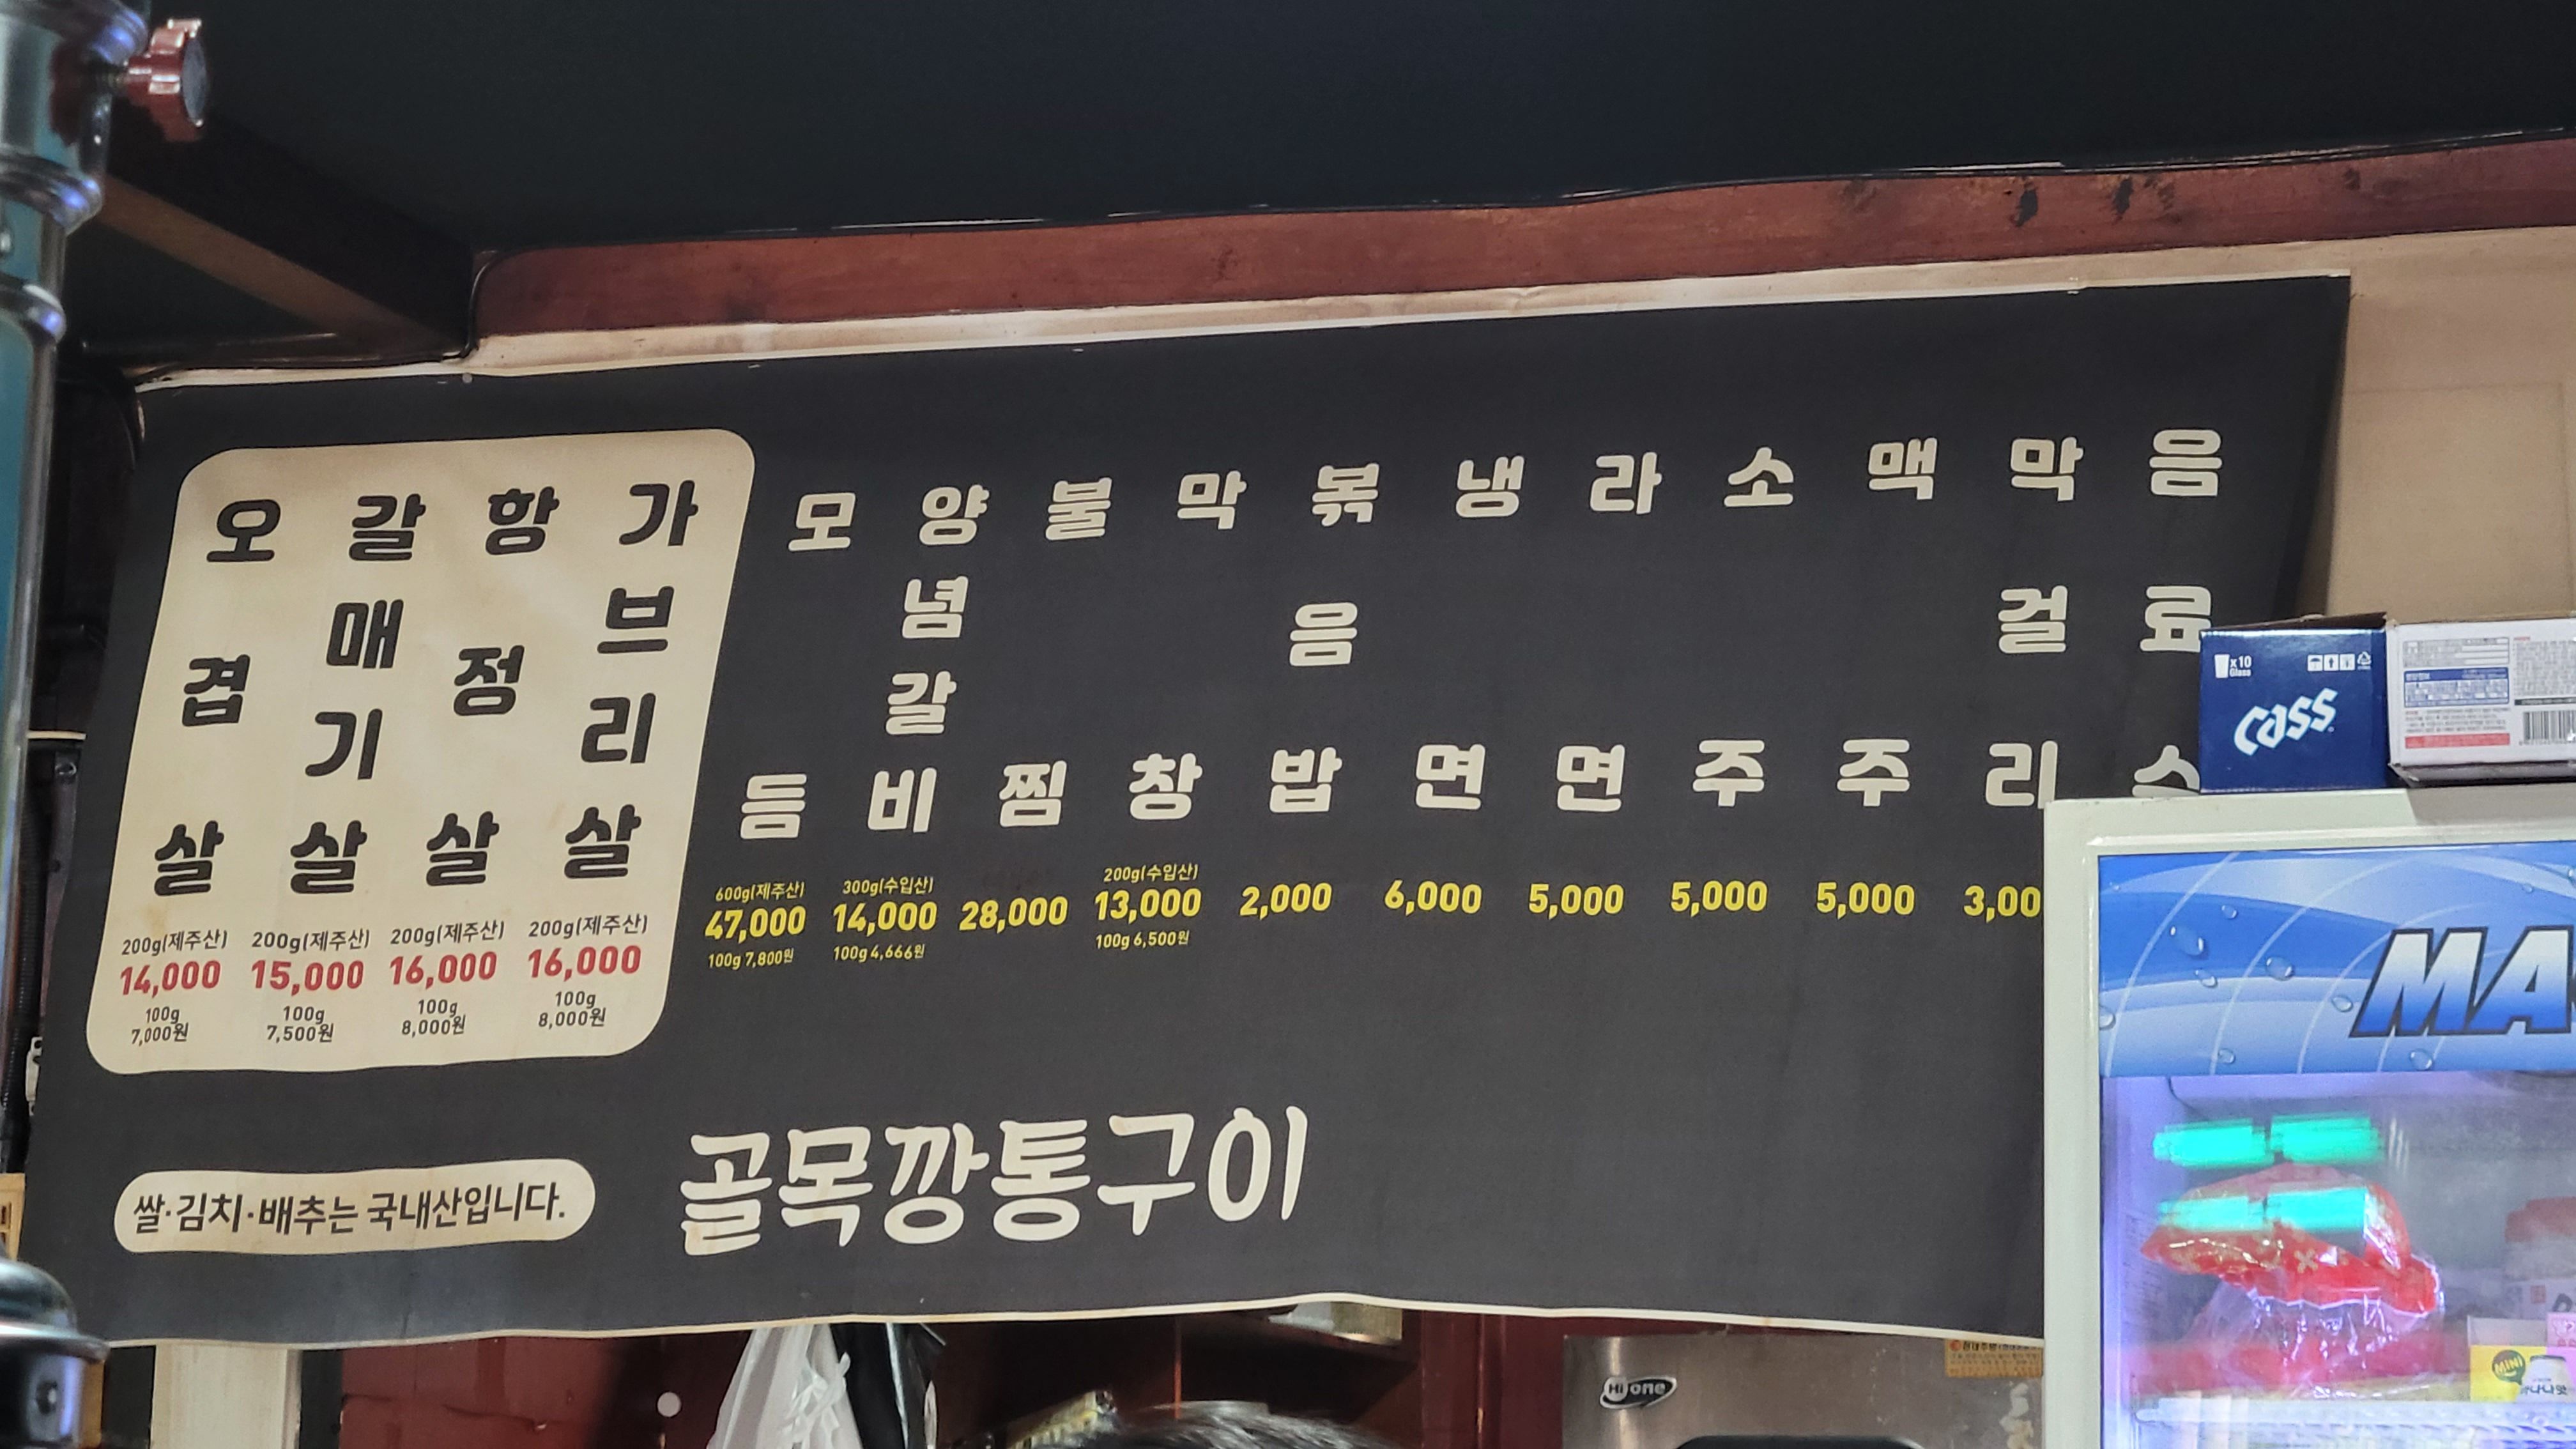 오겹살
200g(제주산)
14,000
100g
7,000원
갈매기살
200g(제주산)
15,000
100g
7,500원
항정살
200g(제주산)
16,000
100g
8,000원
가브리살
200g(제주산)
16,000
100g
8,000원
모듬
600g(제주산)
47,000
100g 7,800원
양념갈비
300g(수입산)
14,000
100g 4,666원
불찜
28,000
막창
200g(수입산)
13,000
100g 6,500원
볶음밥
2,000
냉면
6,000
라면
5,000
소주
5,000
맥주
5,000
막걸리
3,00
음료수
쌀·김치·배추는 국내산입니다.
골목깡통구이
x10
Glass
Cass
MA
Hi one
MINI